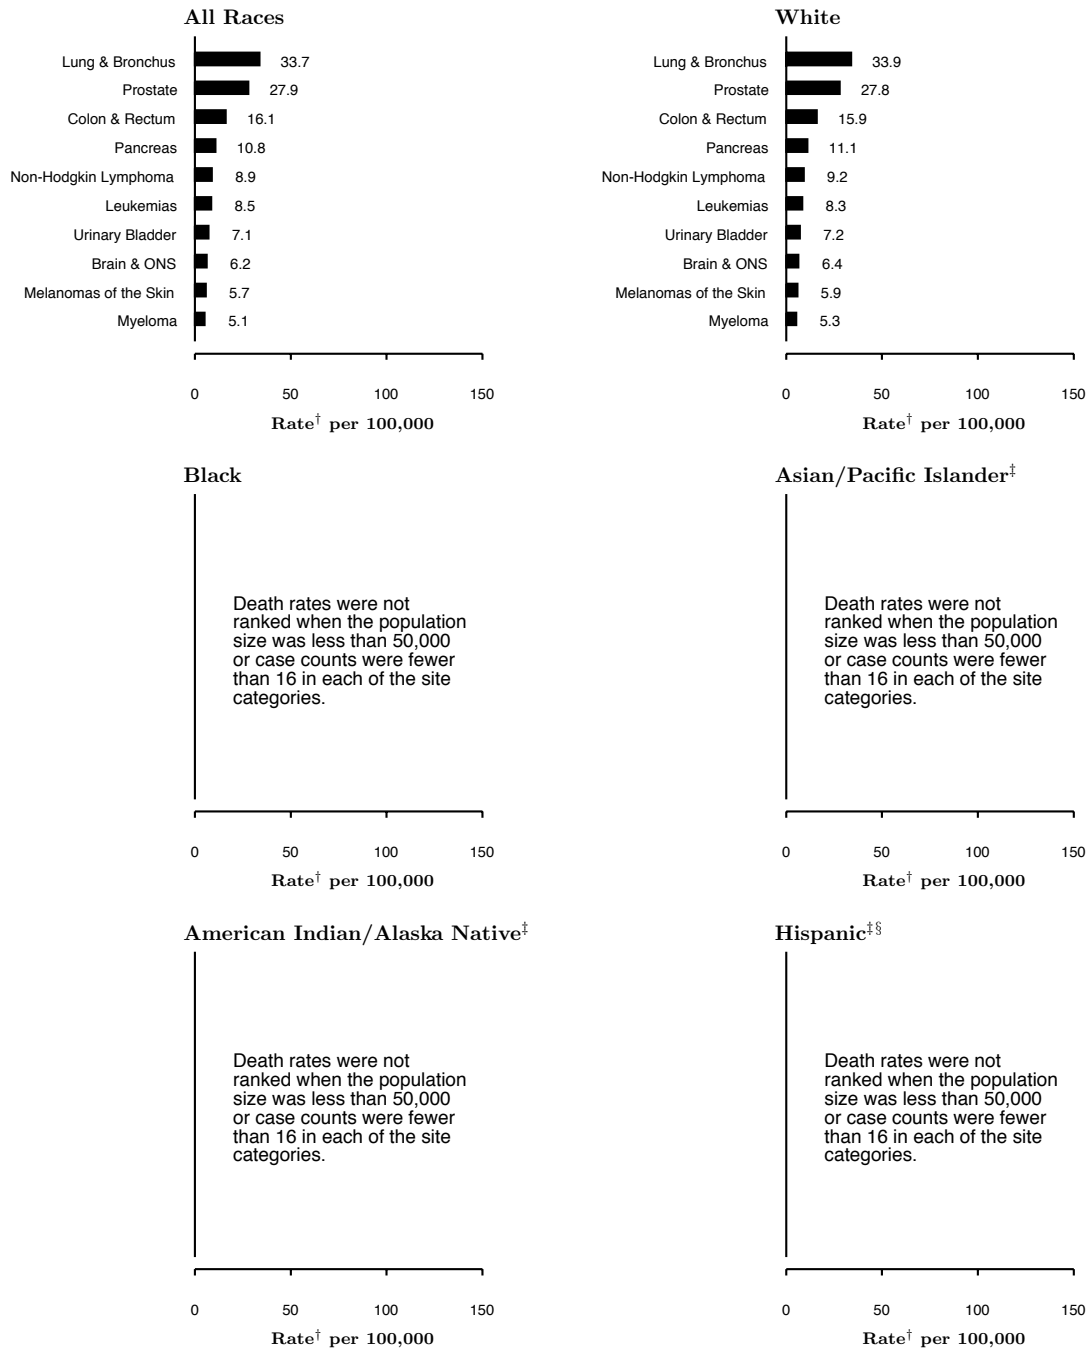 All Races
Lung & Bronchus 33.7
Prostate 27.9
Colon & Rectum 16.1
Pancreas 10.8
Non-Hodgkin Lymphoma 8.9
Leukemias 8.5
Urinary Bladder 7.1
Brain & ONS 6.2
Melanomas of the Skin 5.7
Myeloma 5.1
0 50 100 150
Rate† per 100,000
White
Lung & Bronchus 33.9
Prostate 27.8
Colon & Rectum 15.9
Pancreas 11.1
Non-Hodgkin Lymphoma 9.2
Leukemias 8.3
Urinary Bladder 7.2
Brain & ONS 6.4
Melanomas of the Skin 5.9
Myeloma 5.3
0 50 100 150
Rate† per 100,000
Black
Death rates were not
ranked when the population
size was less than 50,000
or case counts were fewer
than 16 in each of the site
categories.
0 50 100 150
Rate† per 100,000
Asian/Pacific Islander‡
Death rates were not
ranked when the population
size was less than 50,000
or case counts were fewer
than 16 in each of the site
categories.
0 50 100 150
Rate† per 100,000
American Indian/Alaska Native‡
Death rates were not
ranked when the population
size was less than 50,000
or case counts were fewer
than 16 in each of the site
categories.
0 50 100 150
Rate† per 100,000
Hispanic‡§
Death rates were not
ranked when the population
size was less than 50,000
or case counts were fewer
than 16 in each of the site
categories.
0 50 100 150
Rate† per 100,000